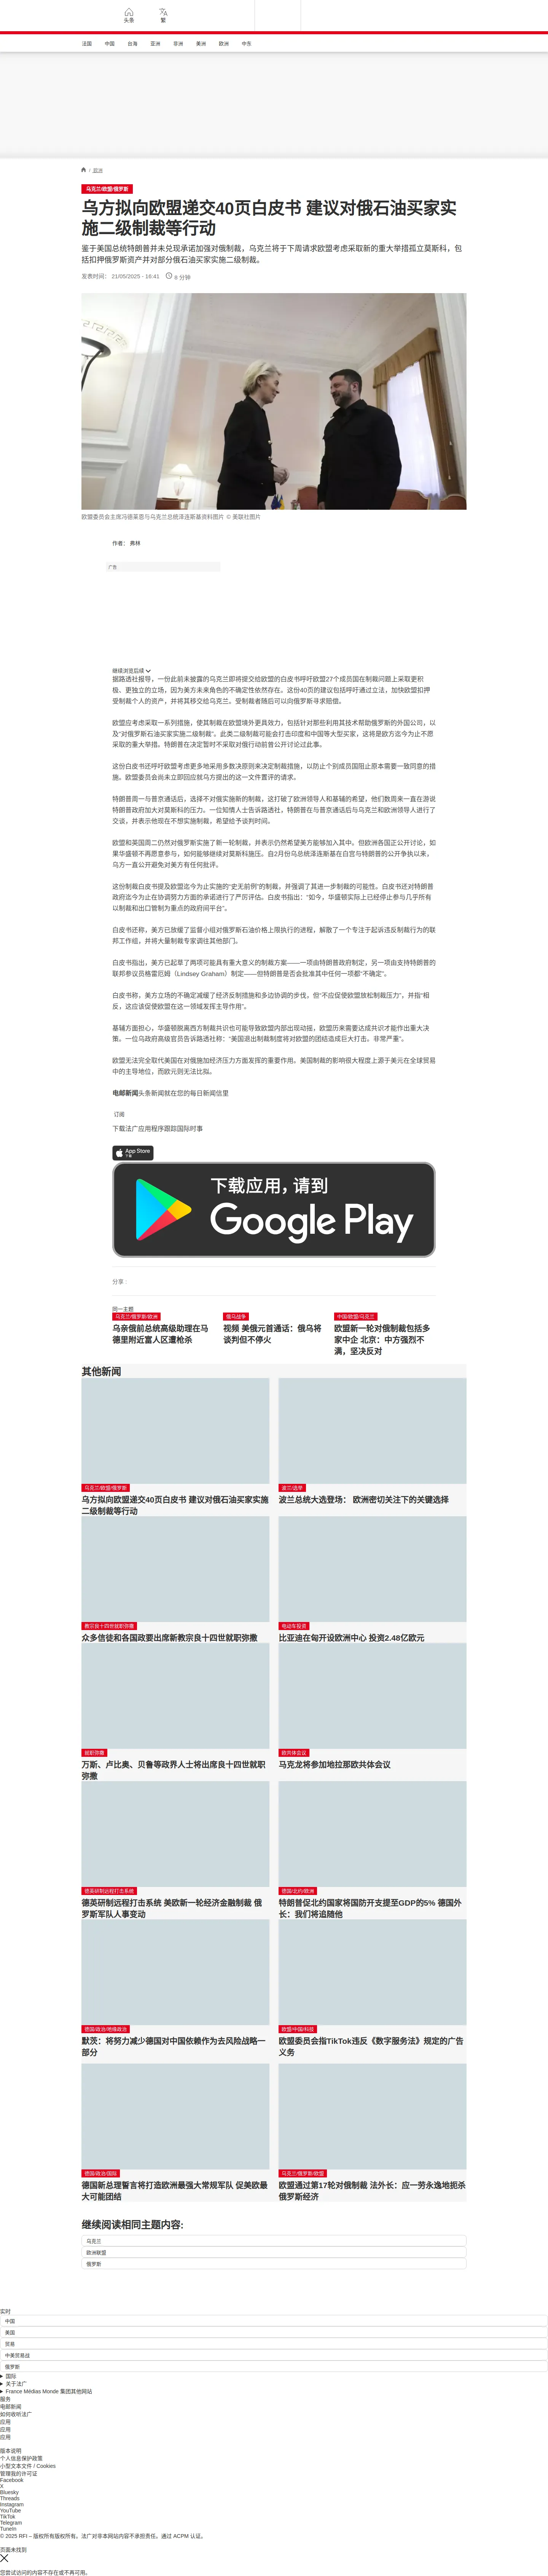 头条
繁
法国
中国
台海
亚洲
非洲
美洲
欧洲
中东
/ 欧洲
乌克兰/欧盟/俄罗斯
乌方拟向欧盟递交40页白皮书 建议对俄石油买家实
施二级制裁等行动
鉴于美国总统特朗普并未兑现承诺加强对俄制裁，乌克兰将于下周请求欧盟考虑采取新的重大举措孤立莫斯科，包
括扣押俄罗斯资产并对部分俄石油买家实施二级制裁。
发表时间： 21/05/2025 - 16:41
6 分钟
欧盟委员会主席冯德莱恩与乌克兰总统泽连斯基资料图片 © 美联社图片
作者： 弗林
广告
继续浏览后续
据路透社报导，一份此前未披露的乌克兰即将提交给欧盟的白皮书呼吁欧盟27个成员国在制裁问题上采取更积
极、更独立的立场，因为美方未来角色的不确定性依然存在。这份40页的建议包括呼吁通过立法，加快欧盟扣押
受制裁个人的资产，并将其移交给乌克兰。受制裁者随后可以向俄罗斯寻求赔偿。
欧盟应考虑采取一系列措施，使其制裁在欧盟境外更具效力，包括针对那些利用其技术帮助俄罗斯的外国公司，以
及“对俄罗斯石油买家实施二级制裁”。此类二级制裁可能会打击印度和中国等大型买家，这将是欧方迄今为止不愿
采取的重大举措。特朗普在决定暂时不采取对俄行动前曾公开讨论过此事。
这份白皮书还呼吁欧盟考虑更多地采用多数决原则来决定制裁措施，以防止个别成员国阻止原本需要一致同意的措
施。欧盟委员会尚未立即回应就乌方提出的这一文件置评的请求。
特朗普周一与普京通话后，选择不对俄实施新的制裁，这打破了欧洲领导人和基辅的希望，他们数周来一直在游说
特朗普政府加大对莫斯科的压力。一位知情人士告诉路透社，特朗普在与普京通话后与乌克兰和欧洲领导人进行了
交谈，并表示他现在不想实施制裁，希望给予谈判时间。
欧盟和英国周二仍然对俄罗斯实施了新一轮制裁，并表示仍然希望美方能够加入其中。但欧洲各国正公开讨论，如
果华盛顿不再愿意参与，如何能够继续对莫斯科施压。自2月份乌总统泽连斯基在白宫与特朗普的公开争执以来，
乌方一直公开避免对美方有任何批评。
这份制裁白皮书提及欧盟迄今为止实施的“史无前例”的制裁，并强调了其进一步制裁的可能性。白皮书还对特朗普
政府迄今为止在协调努力方面的承诺进行了严厉评估。白皮书指出：“如今，华盛顿实际上已经停止参与几乎所有
以制裁和出口管制为重点的政府间平台”。
白皮书还称，美方已放缓了监督小组对俄罗斯石油价格上限执行的进程，解散了一个专注于起诉违反制裁行为的联
邦工作组，并将大量制裁专家调往其他部门。
白皮书指出，美方已起草了两项可能具有重大意义的制裁方案——一项由特朗普政府制定，另一项由支持特朗普的
联邦参议员格雷厄姆（Lindsey Graham）制定——但特朗普是否会批准其中任何一项都“不确定”。
白皮书称，美方立场的不确定减缓了经济反制措施和多边协调的步伐，但“不应促使欧盟放松制裁压力”，并指“相
反，这应该促使欧盟在这一领域发挥主导作用”。
基辅方面担心，华盛顿脱离西方制裁共识也可能导致欧盟内部出现动摇，欧盟历来需要达成共识才能作出重大决
策。一位乌政府高级官员告诉路透社称：“美国退出制裁制度将对欧盟的团结造成巨大打击。非常严重”。
欧盟无法完全取代美国在对俄施加经济压力方面发挥的重要作用。美国制裁的影响很大程度上源于美元在全球贸易
中的主导地位，而欧元则无法比拟。
电邮新闻头条新闻就在您的每日新闻信里
订阅
下载法广应用程序跟踪国际时事
App Store
下载
下载应用，请到
Google Play
分享 :
同一主题
乌克兰/俄罗斯/欧洲
乌亲俄前总统高级助理在马
德里附近富人区遭枪杀
俄乌战争
视频 美俄元首通话：俄乌将
谈判但不停火
中国/欧盟/乌克兰
欧盟新一轮对俄制裁包括多
家中企 北京：中方强烈不
满，坚决反对
其他新闻
乌克兰/欧盟/俄罗斯
乌方拟向欧盟递交40页白皮书 建议对俄石油买家实施
二级制裁等行动
波兰/选举
波兰总统大选登场： 欧洲密切关注下的关键选择
教宗良十四世就职弥撒
众多信徒和各国政要出席新教宗良十四世就职弥撒
电动车投资
比亚迪在匈开设欧洲中心 投资2.48亿欧元
就职弥撒
万斯、卢比奥、贝鲁等政界人士将出席良十四世就职
弥撒
欧共体会议
马克龙将参加地拉那欧共体会议
德英研制远程打击系统
德英研制远程打击系统 美欧新一轮经济金融制裁 俄
罗斯军队人事变动
德国/北约/欧洲
特朗普促北约国家将国防开支提至GDP的5% 德国外
长：我们将追随他
德国/政治/地缘政治
默茨：将努力减少德国对中国依赖作为去风险战略一
部分
欧盟/中国/科技
欧盟委员会指TikTok违反《数字服务法》规定的广告
义务
德国/政治/国际
德国新总理誓言将打造欧洲最强大常规军队 促美欧最
大可能团结
乌克兰/俄罗斯/欧盟
欧盟通过第17轮对俄制裁 法外长：应一劳永逸地扼杀
俄罗斯经济
继续阅读相同主题内容:
乌克兰
欧洲联盟
俄罗斯
实时
中国
美国
贸易
中美贸易战
俄罗斯
国际
关于法广
France Médias Monde 集团其他网站
服务
电邮新闻
如何收听法广
应用
应用
应用
版本说明
个人信息保护政策
小型文本文件 / Cookies
管理我的许可证
Facebook
X
Bluesky
Threads
Instagram
YouTube
TikTok
Telegram
TuneIn
© 2025 RFI – 版权所有版权所有。法广对非本网站内容不承担责任。通过 ACPM 认证。
页面未找到
您尝试访问的内容不存在或不再可用。